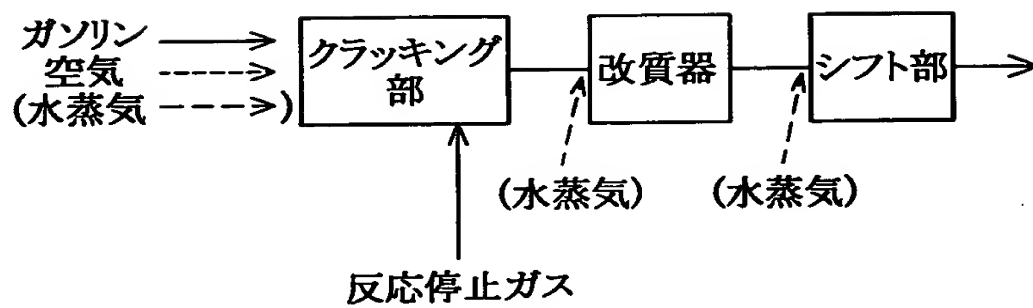 ガソリン
空気
(水蒸気 )
クラッキング
部
改質器
シフト部
(水蒸気)
(水蒸気)
反応停止ガス